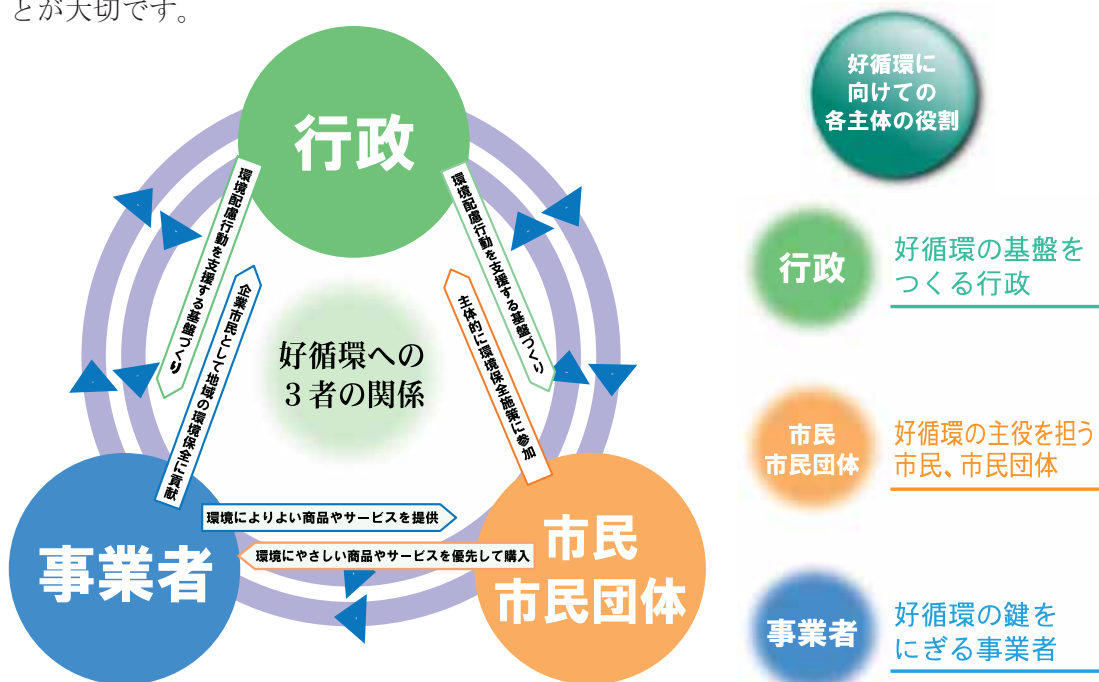 とが大切です。
行政
環境配慮行動を支援する基盤づくり
環境配慮行動を支援する基盤づくり
企業市民として地域の環境保全に貢献
主体的に環境保全施策に参加
好循環への
3者の関係
環境によりよい商品やサービスを提供
環境にやさしい商品やサービスを優先して購入
事業者
市民
市民団体
好循環に
向けての
各主体の役割
行政
好循環の基盤を
つくる行政
市民
市民団体
好循環の主役を担う
市民、市民団体
事業者
好循環の鍵を
にぎる事業者